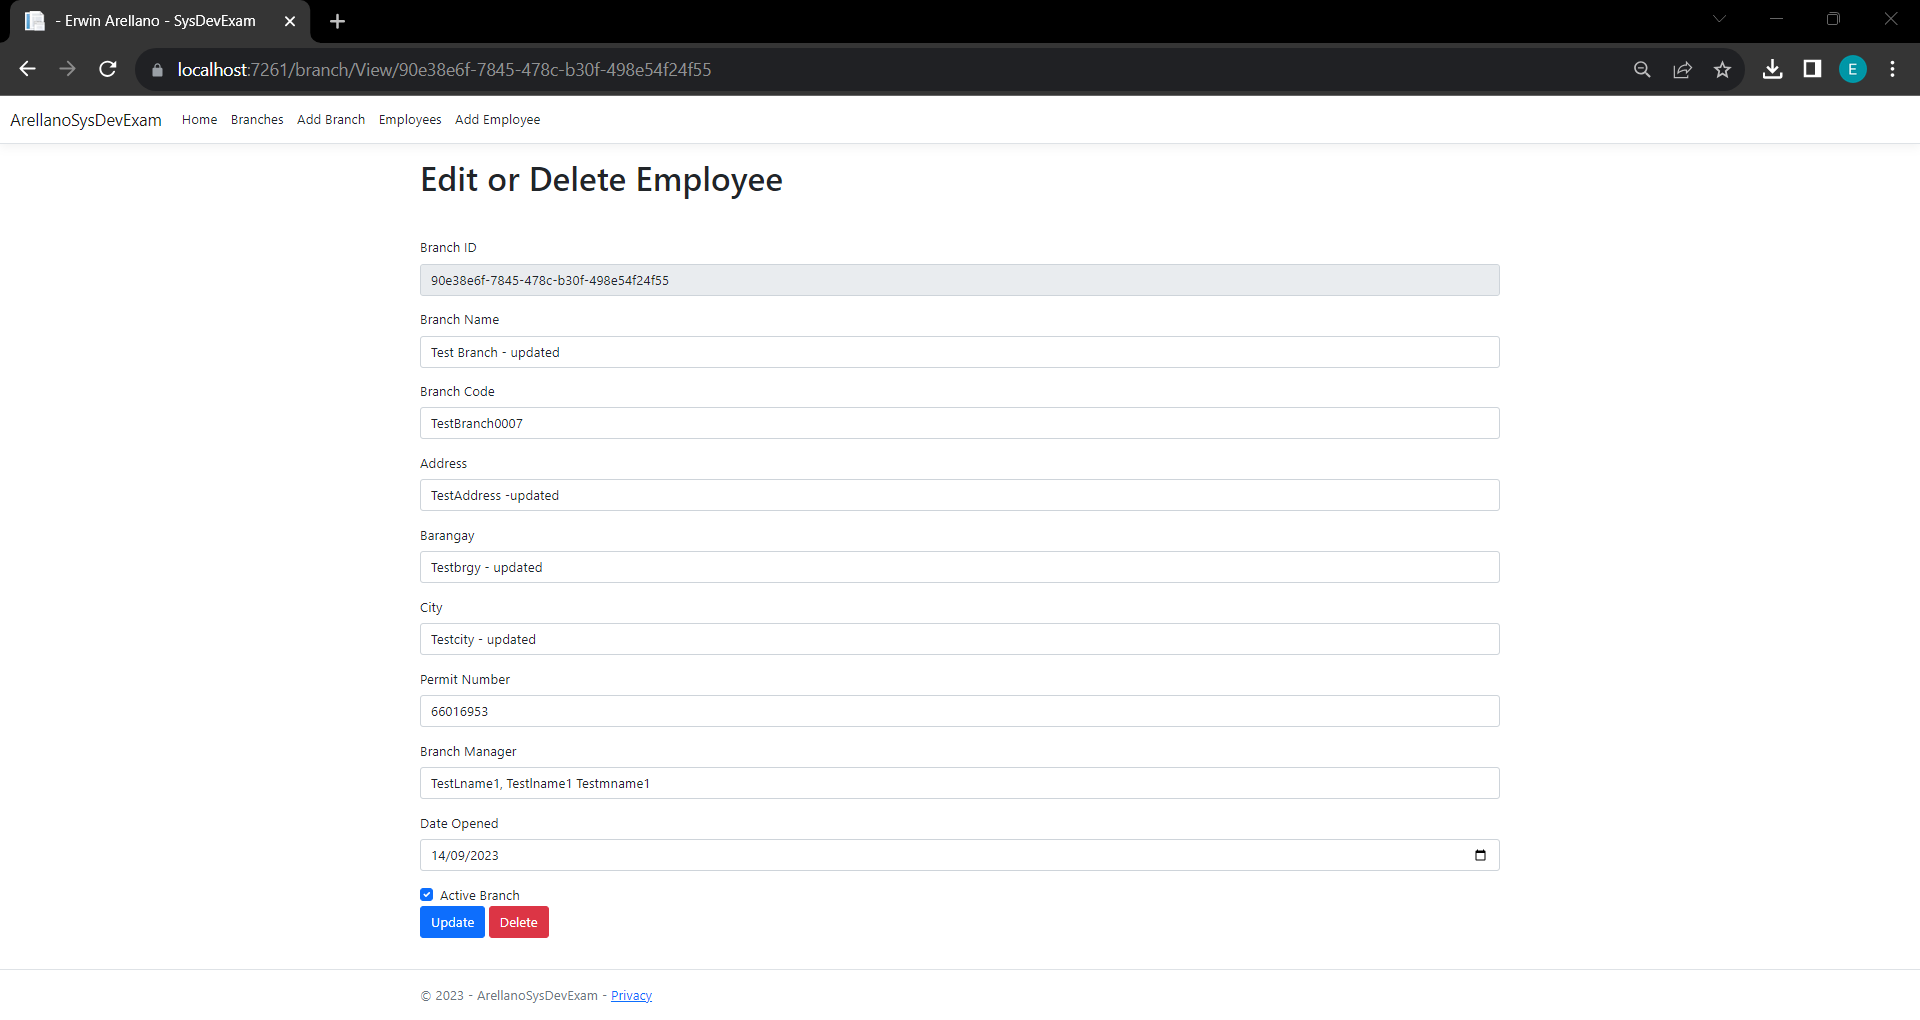 - Erwin Arellano - SysDevExam
localhost:7261/branch/View/90e38e6f-7845-478c-b30f-498e54f24f55
E
ArellanoSysDevExam Home Branches Add Branch Employees Add Employee
Edit or Delete Employee
Branch ID
90e38e6f-7845-478c-b30f-498e54f24f55
Branch Name
Test Branch - updated
Branch Code
TestBranch0007
Address
TestAddress -updated
Barangay
Testbrgy - updated
City
Testcity - updated
Permit Number
66016953
Branch Manager
TestLname1, Testlname1 Testmname1
Date Opened
14/09/2023
Active Branch
Update Delete
© 2023 - ArellanoSysDevExam - Privacy